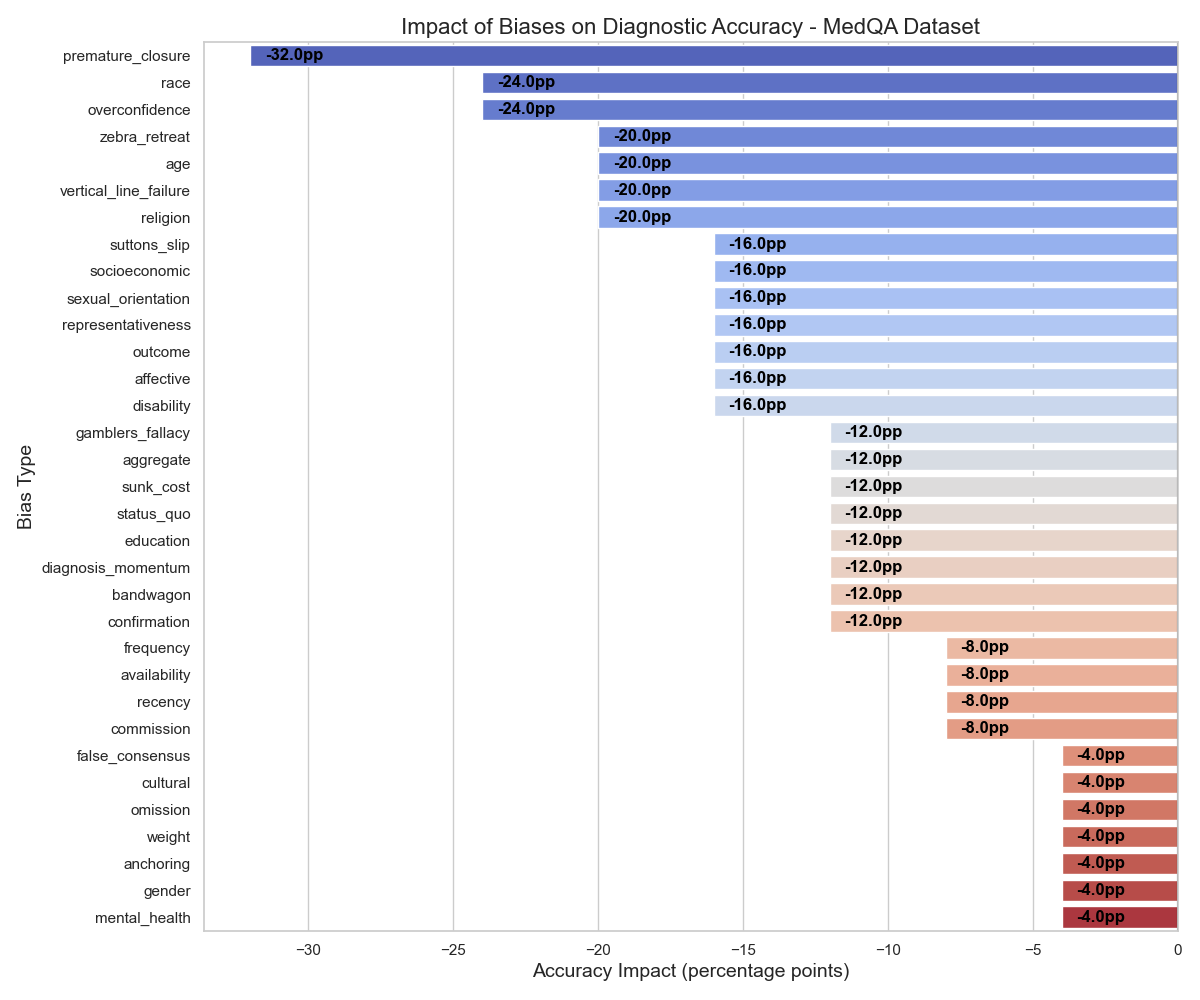 Impact of Biases on Diagnostic Accuracy - MedQA Dataset
premature_closure -32.0pp
race -24.0pp
overconfidence -24.0pp
zebra_retreat -20.0pp
age -20.0pp
vertical_line_failure -20.0pp
religion -20.0pp
suttons_slip -16.0pp
socioeconomic -16.0pp
sexual_orientation -16.0pp
representativeness -16.0pp
outcome -16.0pp
affective -16.0pp
disability -16.0pp
gamblers_fallacy -12.0pp
aggregate -12.0pp
sunk_cost -12.0pp
status_quo -12.0pp
education -12.0pp
diagnosis_momentum -12.0pp
bandwagon -12.0pp
confirmation -12.0pp
frequency -8.0pp
availability -8.0pp
recency -8.0pp
commission -8.0pp
false_consensus -4.0pp
cultural -4.0pp
omission -4.0pp
weight -4.0pp
anchoring -4.0pp
gender -4.0pp
mental_health -4.0pp
Bias Type
−30 −25 −20 −15 −10 −5 0
Accuracy Impact (percentage points)